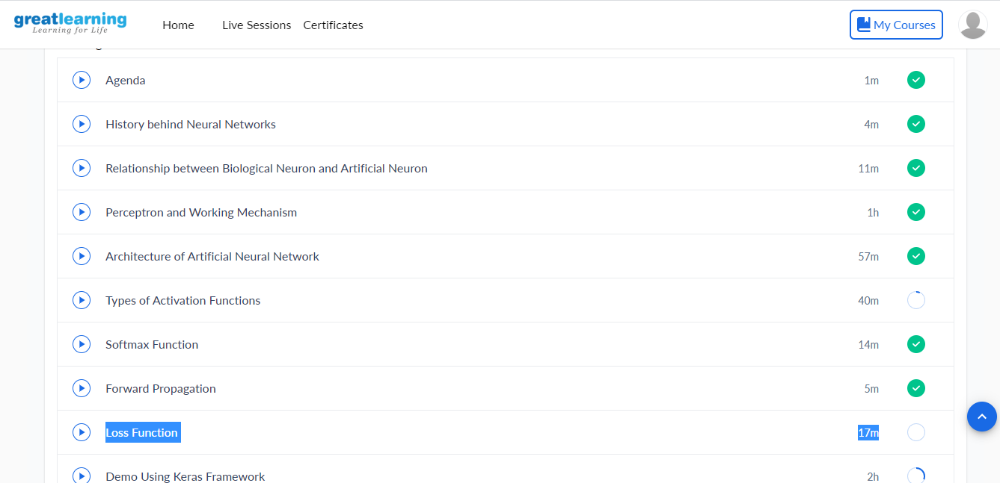 greatlearning
Learning for Life
Home
Live Sessions
Certificates
My Courses
Agenda 1m
History behind Neural Networks 4m
Relationship between Biological Neuron and Artificial Neuron 11m
Perceptron and Working Mechanism 1h
Architecture of Artificial Neural Network 57m
Types of Activation Functions 40m
Softmax Function 14m
Forward Propagation 5m
Loss Function 17m
Demo Using Keras Framework 2h